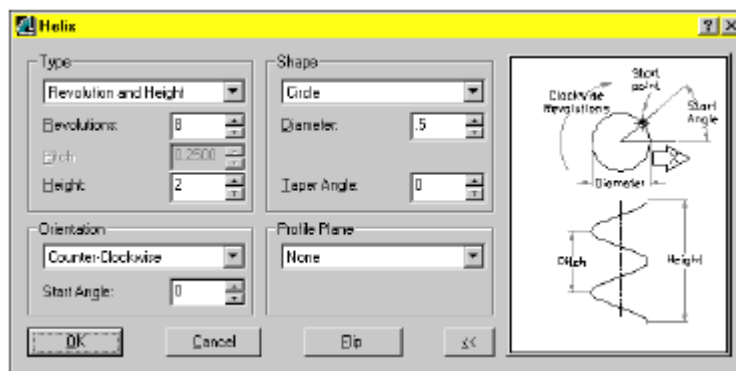 Helix
Type
Revolution and Height
Revolutions: 8
Pitch 0.2500
Height: 2
Shape
Circle
Diameter: .5
Taper Angle: 0
Orientation
Counter-Clockwise
Start Angle: 0
Profile Plane
None
OK
Cancel
Flip
<<
Start point
Clockwise Revolutions
Start Angle
Diameter
Pitch
Height